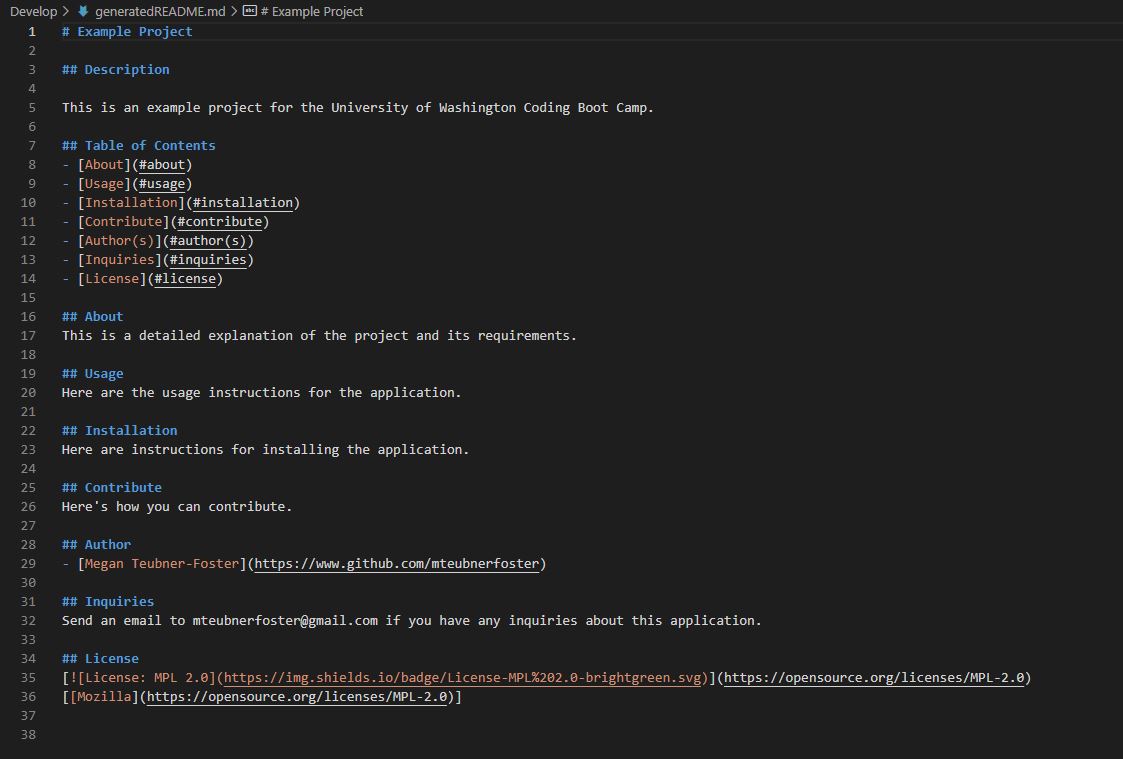 Develop > generatedREADME.md > # Example Project
1 # Example Project
2
3 ## Description
4
5 This is an example project for the University of Washington Coding Boot Camp.
6
7 ## Table of Contents
8 - [About](#about)
9 - [Usage](#usage)
10 - [Installation](#installation)
11 - [Contribute](#contribute)
12 - [Author(s)](#author(s))
13 - [Inquiries](#inquiries)
14 - [License](#license)
15
16 ## About
17 This is a detailed explanation of the project and its requirements.
18
19 ## Usage
20 Here are the usage instructions for the application.
21
22 ## Installation
23 Here are instructions for installing the application.
24
25 ## Contribute
26 Here's how you can contribute.
27
28 ## Author
29 - [Megan Teubner-Foster](https://www.github.com/mteubnerfoster)
30
31 ## Inquiries
32 Send an email to mteubnerfoster@gmail.com if you have any inquiries about this application.
33
34 ## License
35 [![License: MPL 2.0](https://img.shields.io/badge/License-MPL%202.0-brightgreen.svg)](https://opensource.org/licenses/MPL-2.0)
36 [[Mozilla](https://opensource.org/licenses/MPL-2.0)]
37
38